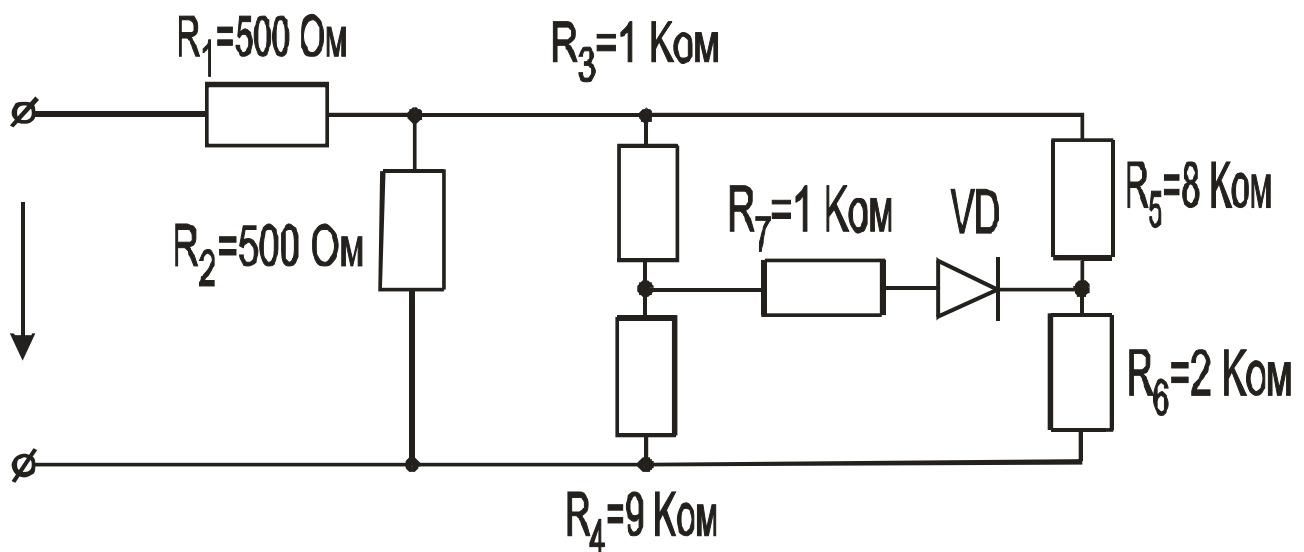 R1=500 Ом
R3=1 Ком
R7=1 Ком
VD
R5=8 Ком
R2=500 Ом
R6=2 Ком
R4=9 Ком